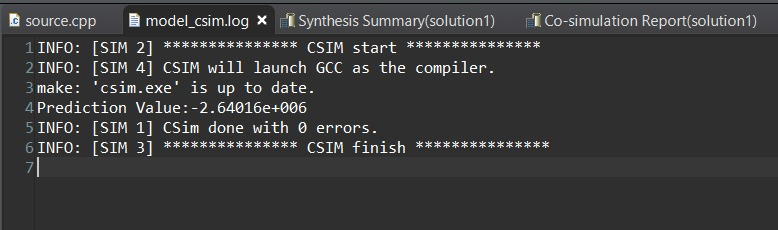 source.cpp model_csim.log Synthesis Summary(solution1) Co-simulation Report(solution1)
1 INFO: [SIM 2] *************** CSIM start ***************
2 INFO: [SIM 4] CSIM will launch GCC as the compiler.
3 make: 'csim.exe' is up to date.
4 Prediction Value:-2.64016e+006
5 INFO: [SIM 1] CSim done with 0 errors.
6 INFO: [SIM 3] *************** CSIM finish ***************
7